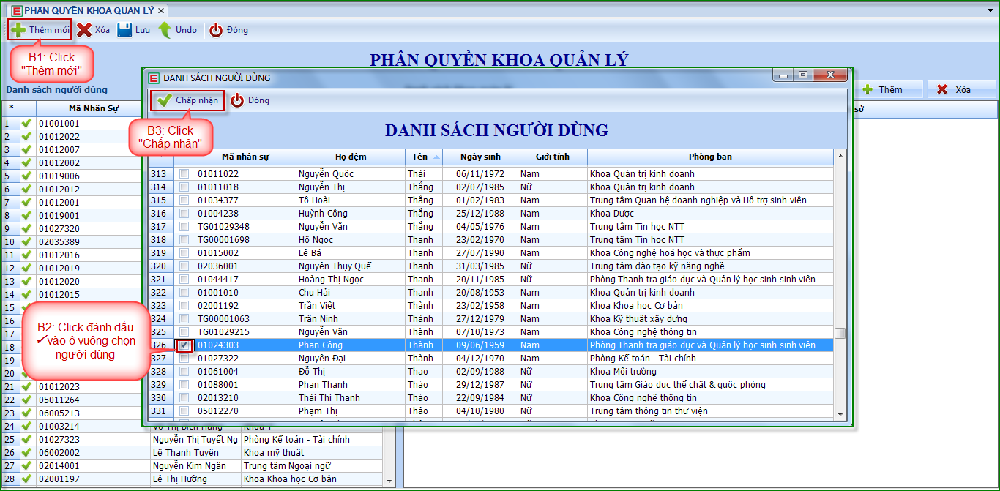 PHÂN QUYỀN KHOA QUẢN LÝ
Thêm mới Xóa Lưu Undo Đóng
B1: Click
"Thêm mới"
PHÂN QUYỀN KHOA QUẢN LÝ
Danh sách người dùng
Thêm Xóa
* Mã Nhân Sự
sở
1 01001001
2 01012022
3 01012007
4 01012002
5 01019006
6 01012012
7 01012001
8 01019001
9 01027320
10 02035389
11 01012016
12 01012019
13 01012020
14 01012015
15
16
17
18
19
20
21 01012023
22 05011264
23 06005213
24 01003214
25 01027323 Nguyễn Thị Tuyết Ng Phòng Kế toán - Tài chính
26 06002002 Lê Thanh Tuyền Khoa mỹ thuật
27 02014001 Nguyễn Kim Ngân Trung tâm Ngoại ngữ
28 02001197 Lê Thị Hường Khoa Khoa học Cơ bản
DANH SÁCH NGƯỜI DÙNG
Chấp nhận Đóng
B3: Click
"Chấp nhận"
DANH SÁCH NGƯỜI DÙNG
Mã nhân sự Họ đệm Tên Ngày sinh Giới tính Phòng ban
313 01011022 Nguyễn Quốc Thái 06/11/1972 Nam Khoa Quản trị kinh doanh
314 01011018 Nguyễn Thị Thắng 02/07/1985 Nữ Khoa Quản trị kinh doanh
315 01034377 Tô Hoài Thắng 01/02/1983 Nam Trung tâm Quan hệ doanh nghiệp và Hỗ trợ sinh viên
316 01004238 Huỳnh Công Thắng 25/12/1988 Nam Khoa Dược
317 TG01029348 Nguyễn Văn Thắng 04/05/1976 Nam Trung tâm Tin học NTT
318 TG00001698 Hồ Ngọc Thanh 23/02/1970 Nam Trung tâm Tin học NTT
319 01015002 Lê Bá Thanh 27/07/1990 Nam Khoa Công nghệ hoá học và thực phẩm
320 02036001 Nguyễn Thụy Quế Thanh 31/03/1985 Nữ Trung tâm đào tạo kỹ năng nghề
321 01044417 Hoàng Thị Ngọc Thanh 20/11/1985 Nữ Phòng Thanh tra giáo dục và Quản lý học sinh sinh viên
322 01001010 Chu Hải Thanh 20/08/1953 Nam Khoa Quản trị kinh doanh
323 02001192 Trần Việt Thành 23/02/1958 Nam Khoa Khoa học Cơ bản
324 TG00001063 Trần Ninh Thành 27/12/1979 Nam Khoa Kỹ thuật xây dựng
325 TG01029215 Nguyễn Văn Thành 07/10/1973 Nam Khoa Công nghệ thông tin
326 01024303 Phan Công Thành 09/06/1959 Nam Phòng Thanh tra giáo dục và Quản lý học sinh sinh viên
327 01027322 Nguyễn Đại Thành 04/12/1970 Nam Phòng Kế toán - Tài chính
328 01061004 Đỗ Thị Thao 02/09/1988 Nữ Khoa Môi trường
329 01088001 Phan Thanh Thảo 29/12/1987 Nữ Trung tâm Giáo dục thể chất & quốc phòng
330 02013210 Thái Thị Thanh Thảo 22/09/1984 Nữ Khoa Công nghệ thông tin
331 05012270 Phạm Thị Thảo 04/10/1980 Nữ Trung tâm thông tin thư viện
B2: Click đánh dấu
✓vào ô vuông chọn
người dùng